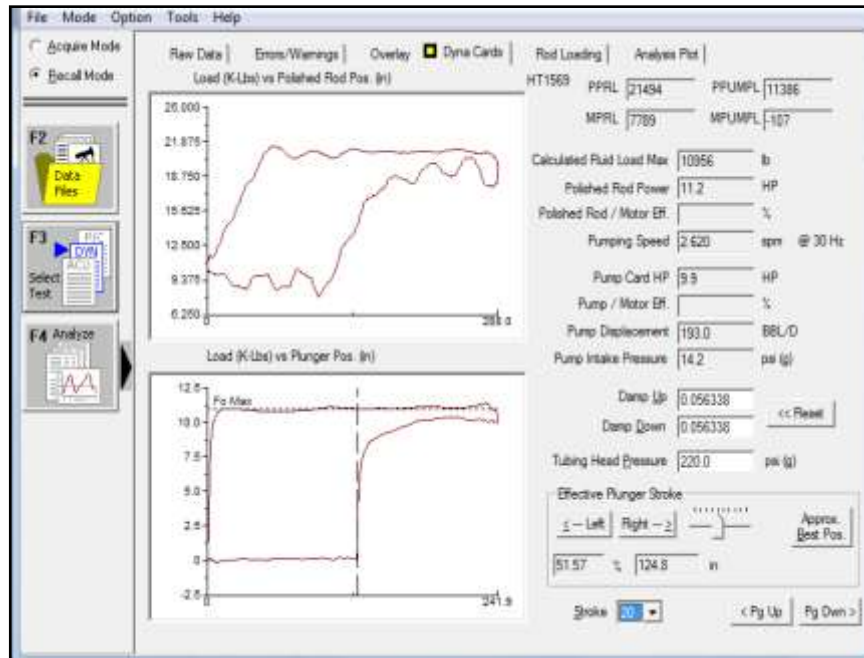 File Mode Option Tools Help
Acquire Mode
Recall Mode
F2
Data Files
F3
Select Test
DYN
F4 Analyze
Raw Data Errors/Warnings Overlay Dyna Cards Rod Loading Analysis Plot
Load (K-Lbs) vs Polished Rod Pos. (in)
25.000
21.875
18.750
15.625
12.500
9.375
6.250
0
Load (K-Lbs) vs Plunger Pos. (in)
12.5
Fo Max
10.0
7.5
5.0
2.5
0
-2.5
0 241.9
HT1569 PPRL 21494 PPUMPL 11386
MPRL 7789 MPUMPL -107
Calculated Fluid Load Max 10956 lb
Polished Rod Power 11.2 HP
Polished Rod / Motor Eff. %
Pumping Speed 2.620 spm @ 30 Hz
Pump Card HP 9.9 HP
Pump / Motor Eff. %
Pump Displacement 193.0 BBL/D
Pump Intake Pressure 14.2 psi (g)
Damp Up 0.056338
Damp Down 0.056338
<< Reset
Tubing Head Pressure 220.0 psi (g)
Effective Plunger Stroke
<-- Left Right -->
Approx. Best Pos.
51.57 % 124.8 in
Stroke 20
< Pg Up Pg Dwn >